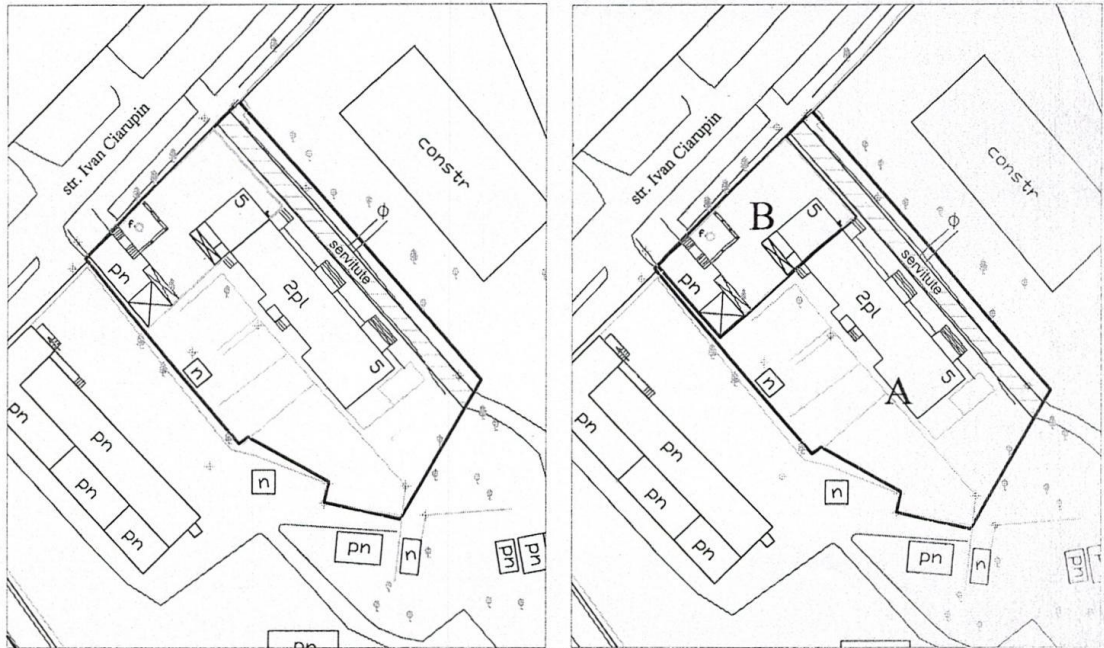 str. Ivan Ciarupin
constr
5
f
servitute
Φ
pn
2pl
5
n
pn
pn
pn
pn
n
pn
n
pn
pn
pn
str. Ivan Ciarupin
constr
B
5
f
servitute
Φ
pn
2pl
5
A
n
pn
pn
pn
pn
n
pn
n
pn